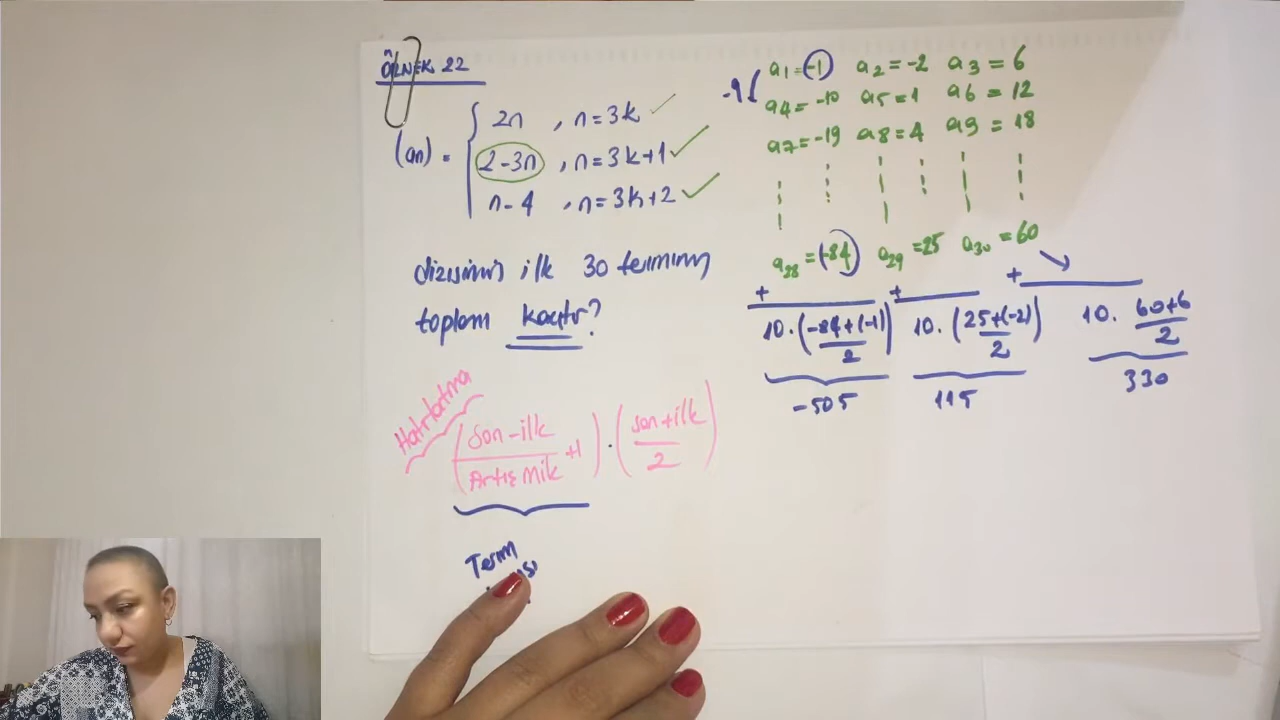 ÖRNEK 22
(an) =
2n , n=3k
2-3n , n=3k+1
n-4 , n=3k+2
dizisinin ilk 30 teriminin
toplam kaçtır?
Hatırlatma
(Son-ilk / Artış Mik +1) . (son+ilk / 2)
Terim
-9
a1=-1 a2=-2 a3=6
a4=-10 a5=1 a6=12
a7=-19 a8=4 a9=18
a28=(-84) a29=25 a30=60
+ + +
10.(-84+(-1)/2) 10.(25+(-2)/2) 10. 60+6/2
-505 115 330